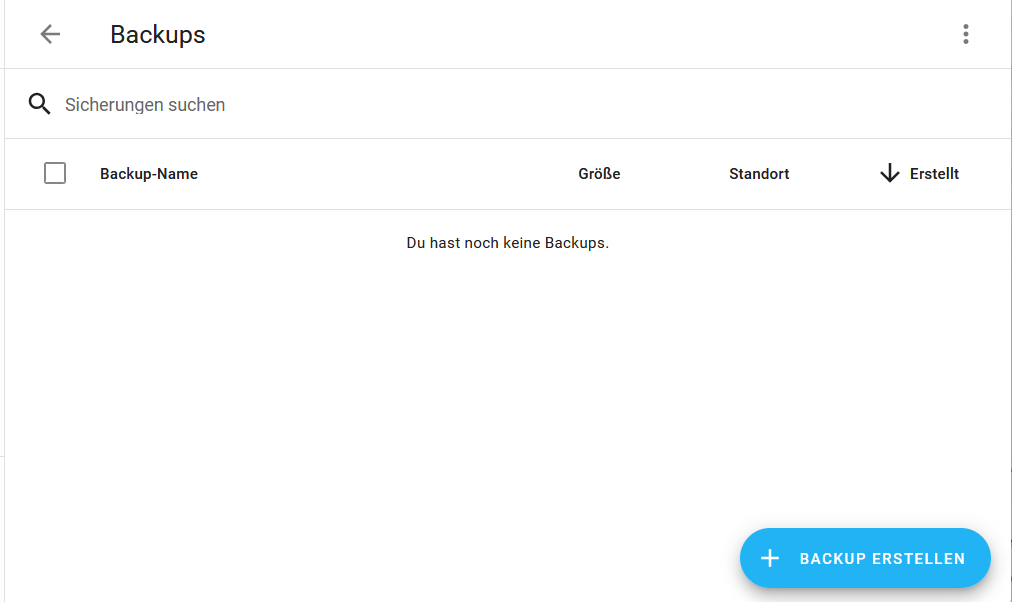 Backups
Sicherungen suchen
Backup-Name Größe Standort Erstellt
Du hast noch keine Backups.
BACKUP ERSTELLEN